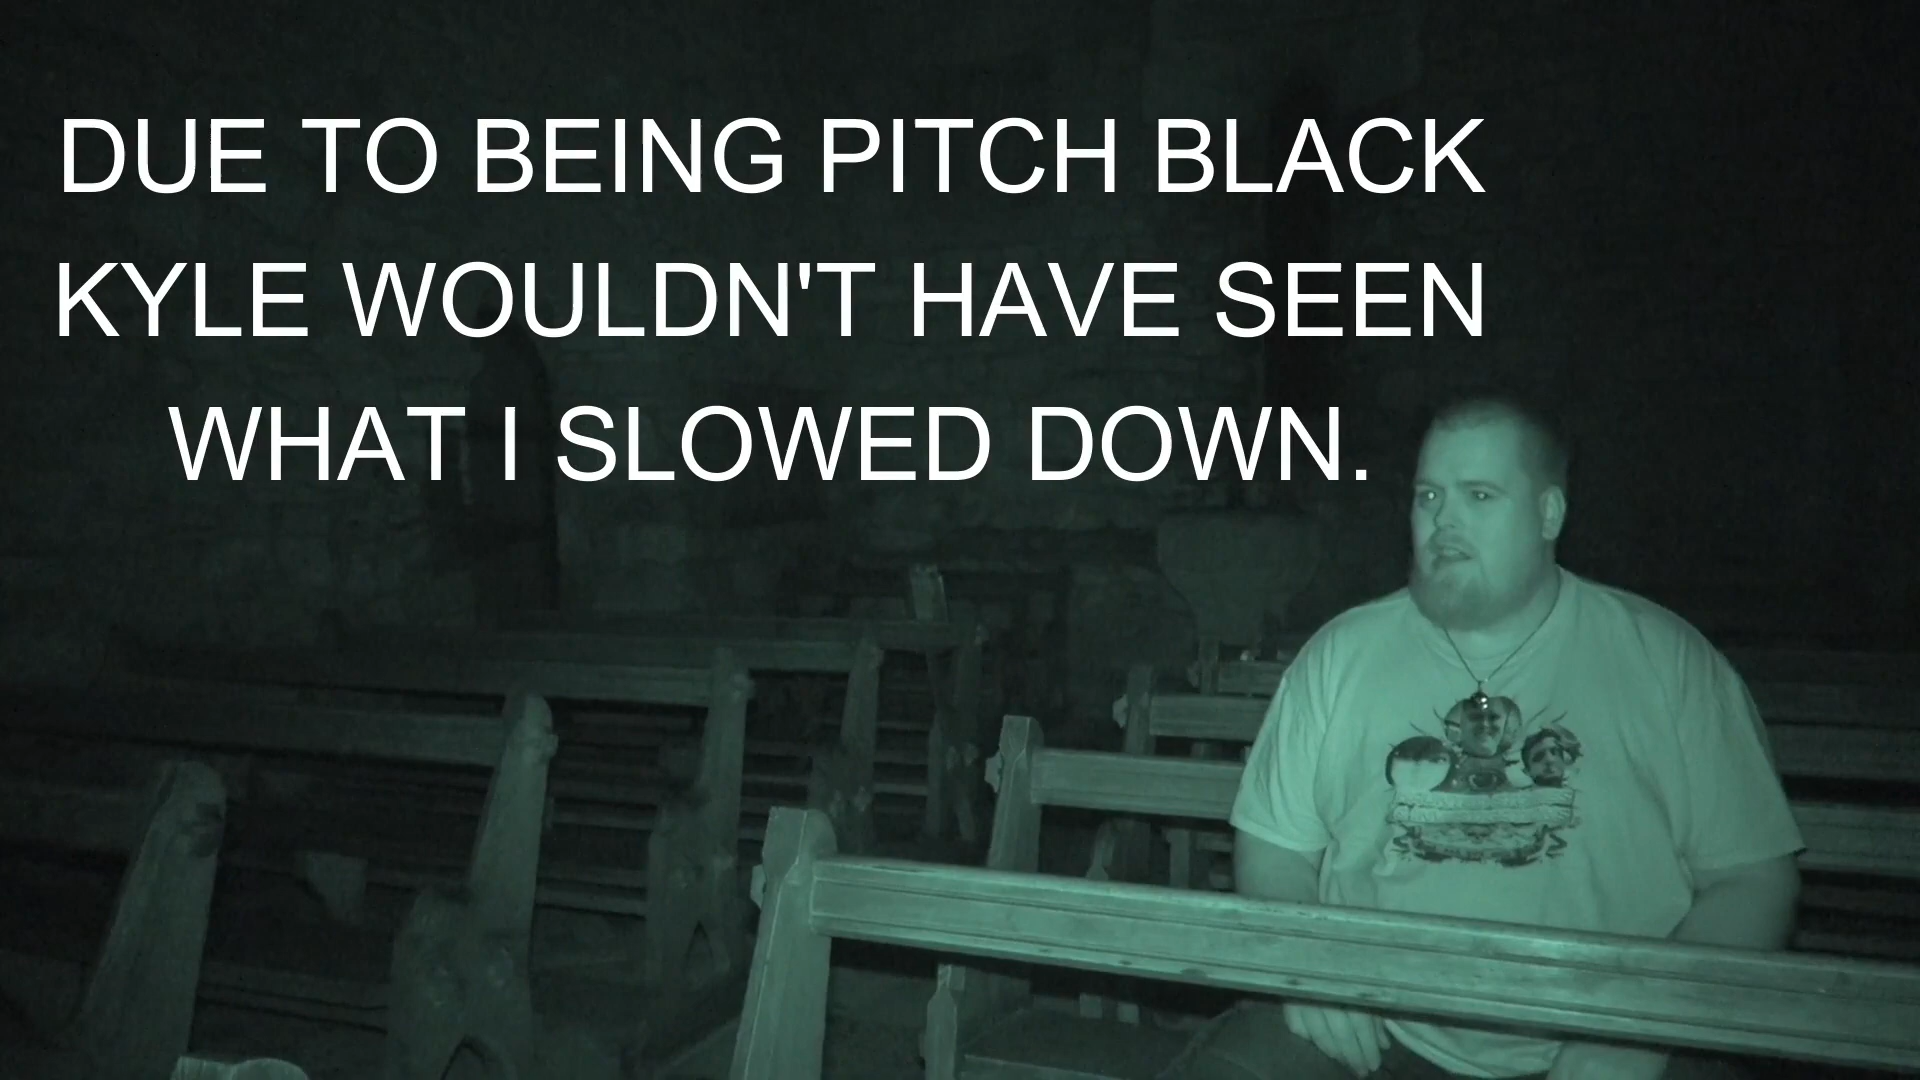 DUE TO BEING PITCH BLACK
KYLE WOULDN'T HAVE SEEN
WHAT I SLOWED DOWN.